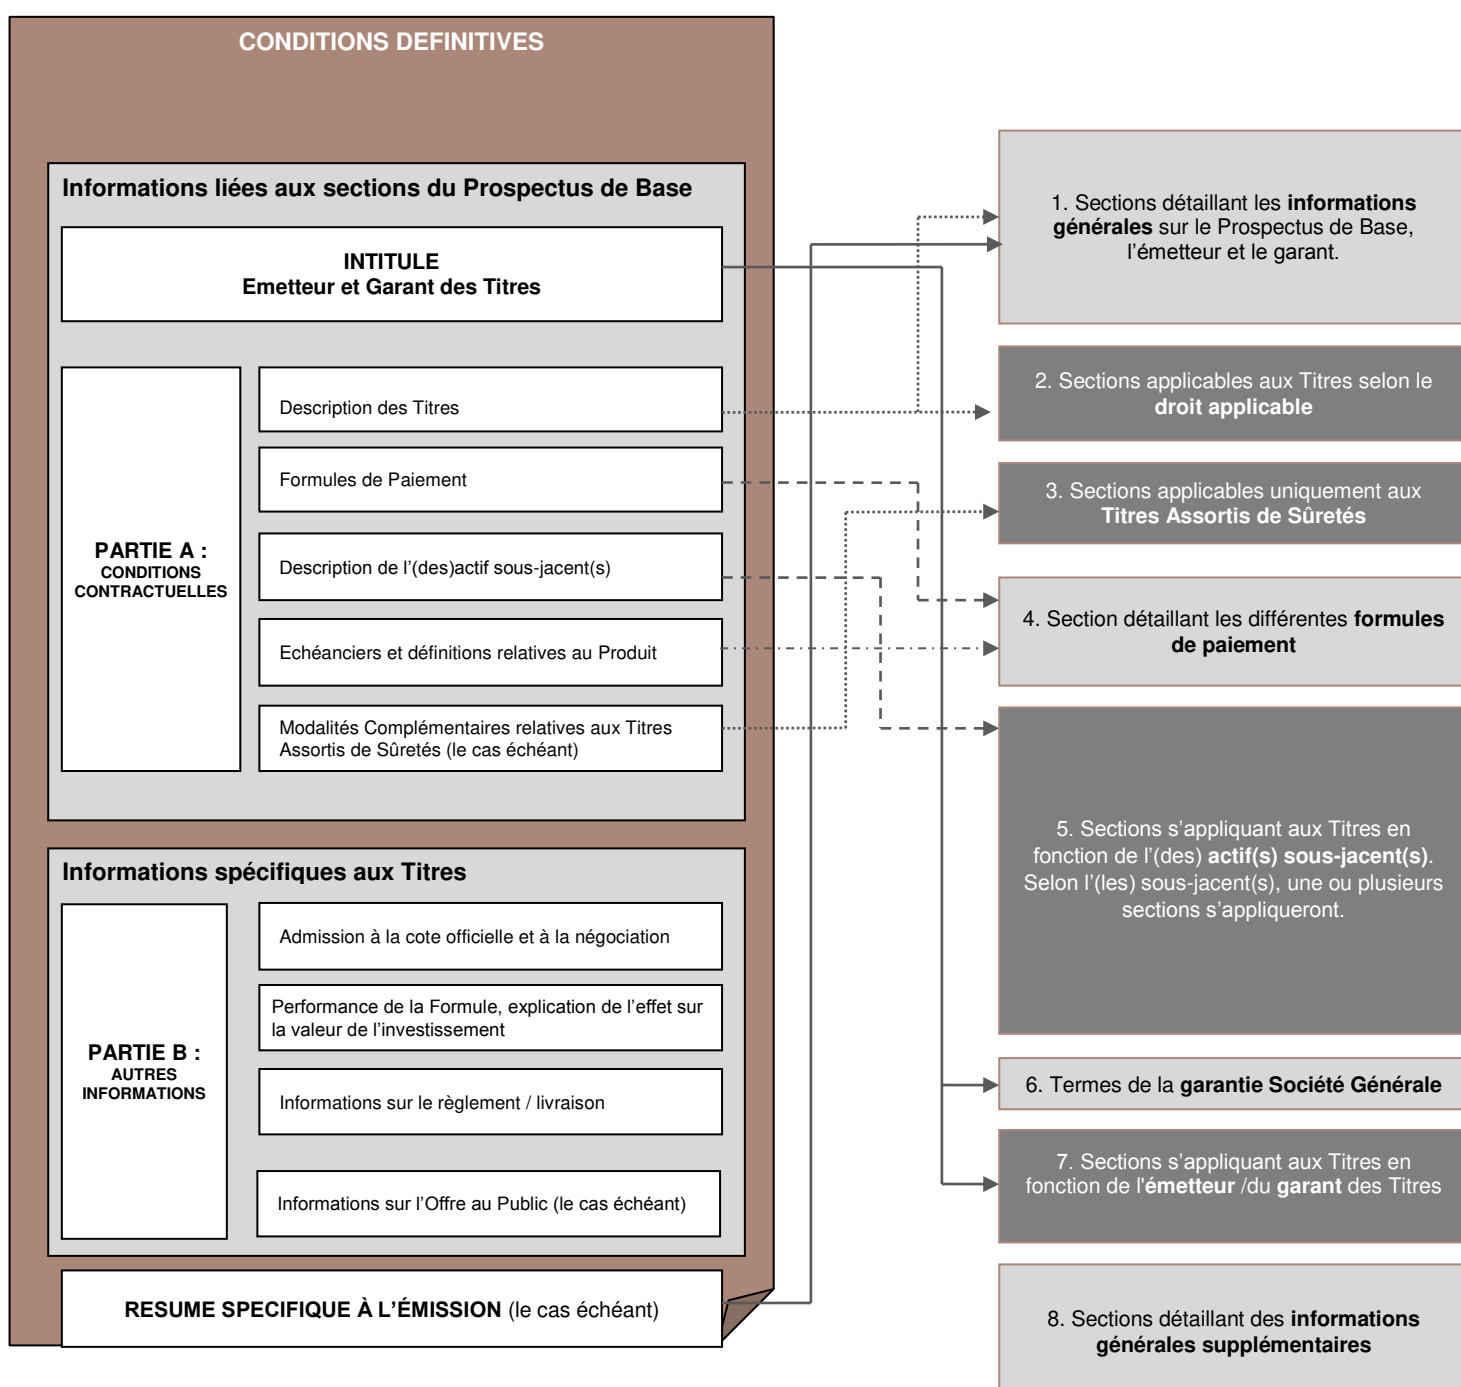 CONDITIONS DEFINITIVES
Informations liées aux sections du Prospectus de Base
INTITULE
Emetteur et Garant des Titres
PARTIE A :
CONDITIONS
CONTRACTUELLES
Description des Titres
Formules de Paiement
Description de l’(des)actif sous-jacent(s)
Echéanciers et définitions relatives au Produit
Modalités Complémentaires relatives aux Titres
Assortis de Sûretés (le cas échéant)
Informations spécifiques aux Titres
PARTIE B :
AUTRES
INFORMATIONS
Admission à la cote officielle et à la négociation
Performance de la Formule, explication de l’effet sur
la valeur de l’investissement
Informations sur le règlement / livraison
Informations sur l’Offre au Public (le cas échéant)
RESUME SPECIFIQUE À L’ÉMISSION (le cas échéant)
1. Sections détaillant les informations
générales sur le Prospectus de Base,
l’émetteur et le garant.
2. Sections applicables aux Titres selon le
droit applicable
3. Sections applicables uniquement aux
Titres Assortis de Sûretés
4. Section détaillant les différentes formules
de paiement
5. Sections s’appliquant aux Titres en
fonction de l’(des) actif(s) sous-jacent(s).
Selon l’(les) sous-jacent(s), une ou plusieurs
sections s’appliqueront.
6. Termes de la garantie Société Générale
7. Sections s’appliquant aux Titres en
fonction de l'émetteur /du garant des Titres
8. Sections détaillant des informations
générales supplémentaires